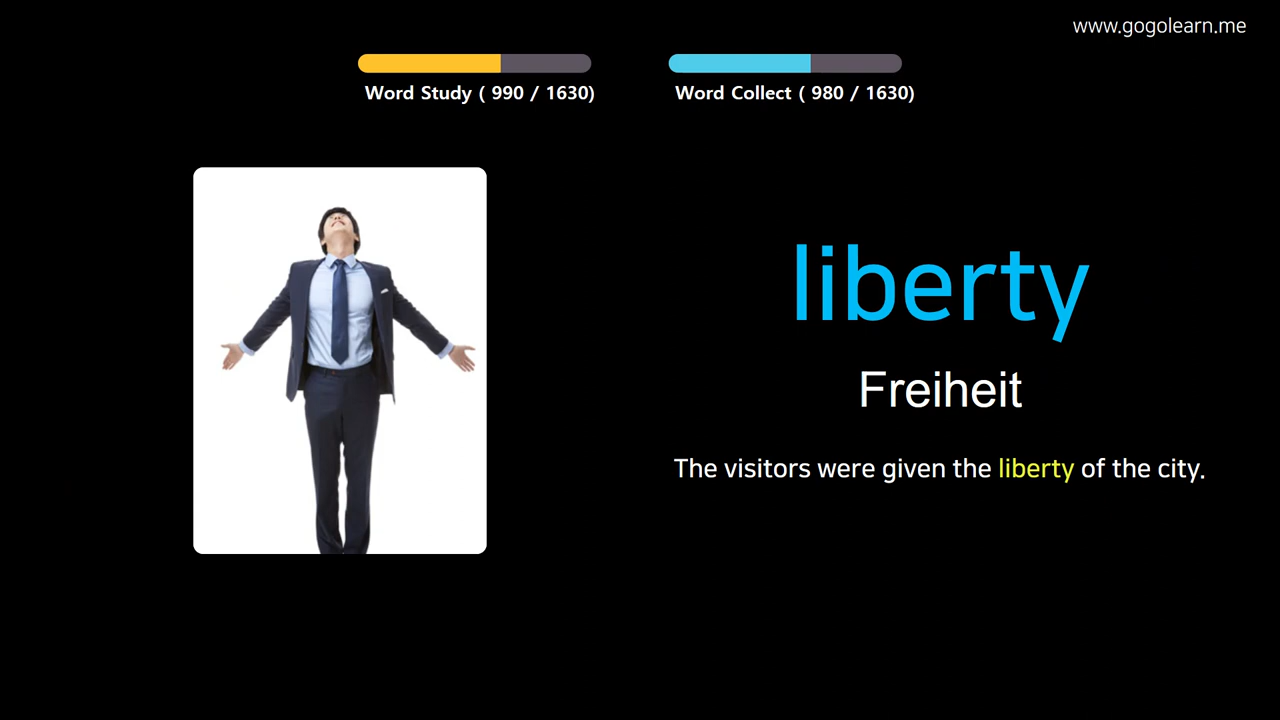 www.gogolearn.me
Word Study ( 990 / 1630)
Word Collect ( 980 / 1630)
liberty
Freiheit
The visitors were given the liberty of the city.